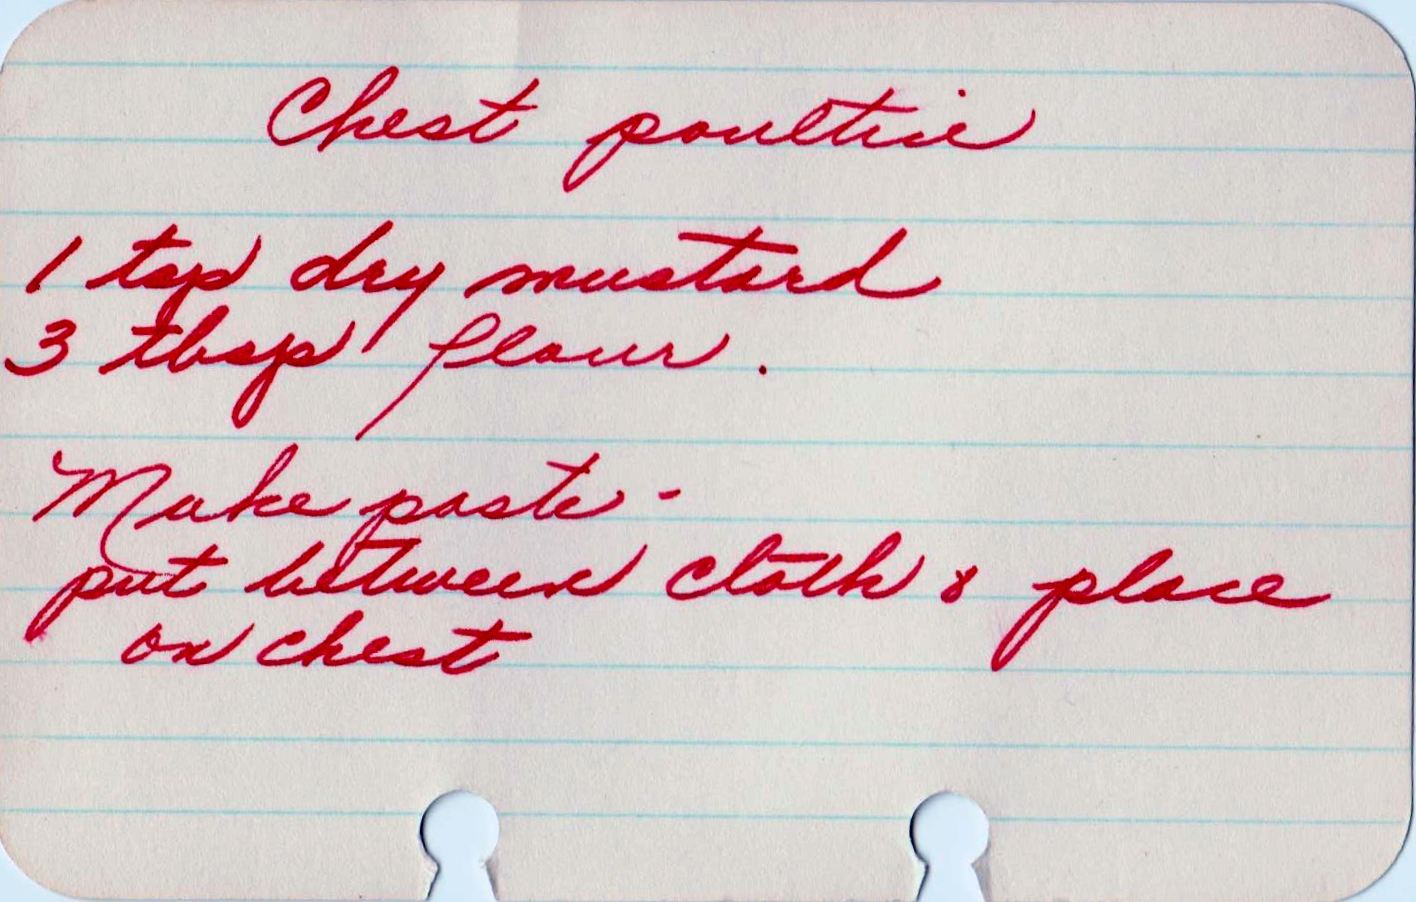 Chest poultice
1 tsp dry mustard
3 tbsp flour.
Make paste -
put between cloth & place
on chest